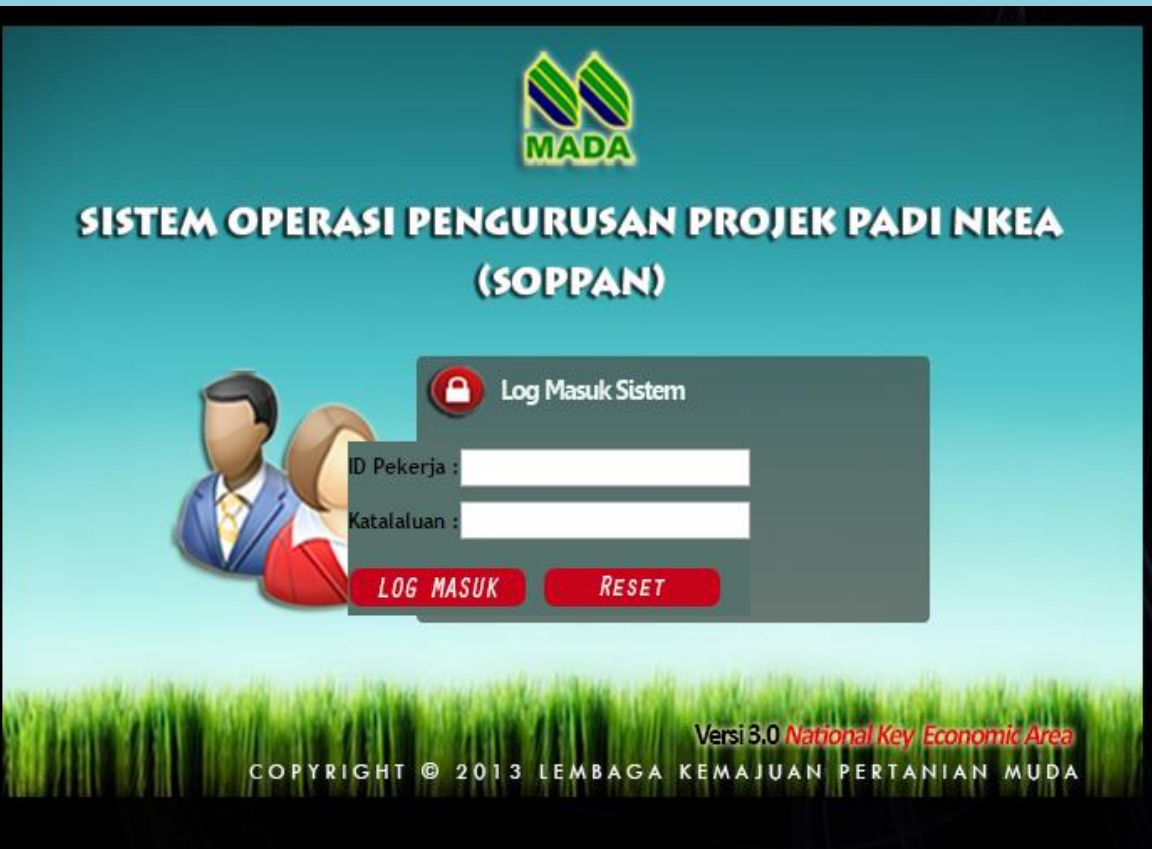 MADA
SISTEM OPERASI PENGURUSAN PROJEK PADI NKEA
(SOPPAN)
Log Masuk Sistem
ID Pekerja :
Katalaluan :
LOG MASUK
RESET
Versi 3.0 National Key Economic Area
COPYRIGHT © 2013 LEMBAGA KEMAJUAN PERTANIAN MUDA